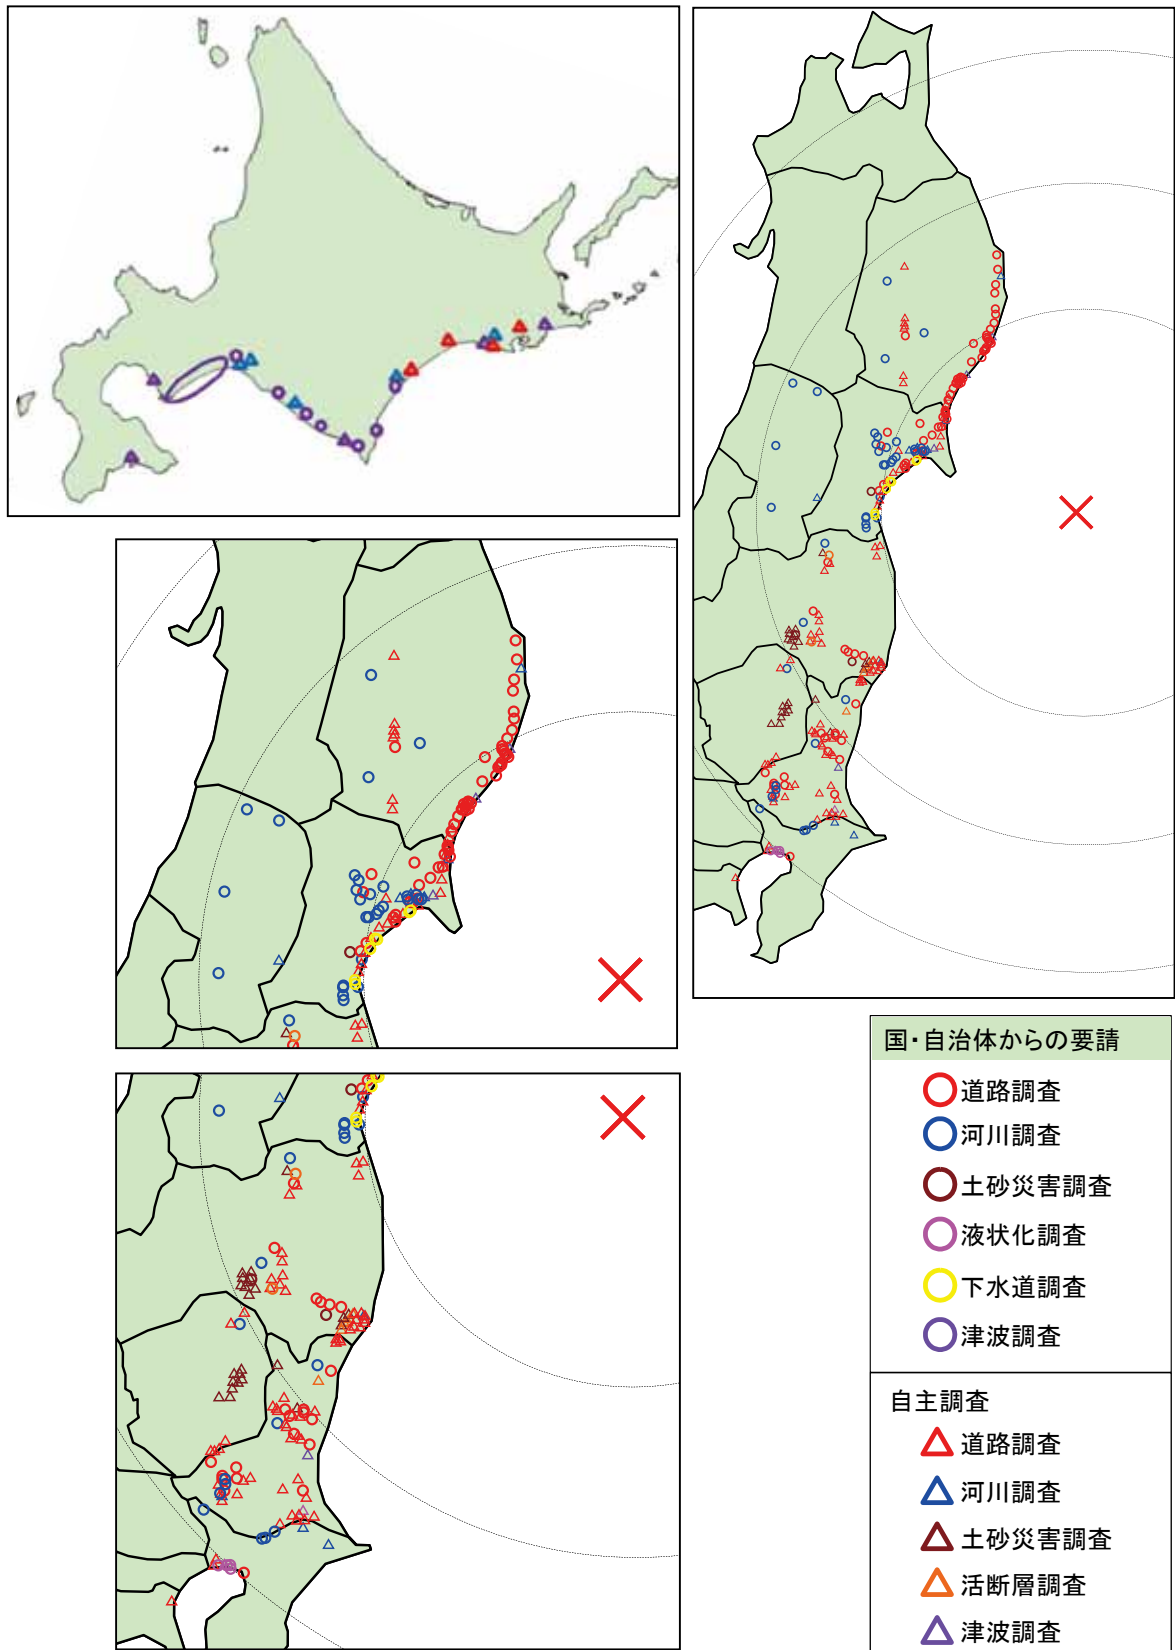 国・自治体からの要請
道路調査
河川調査
土砂災害調査
液状化調査
下水道調査
津波調査
自主調査
道路調査
河川調査
土砂災害調査
活断層調査
津波調査